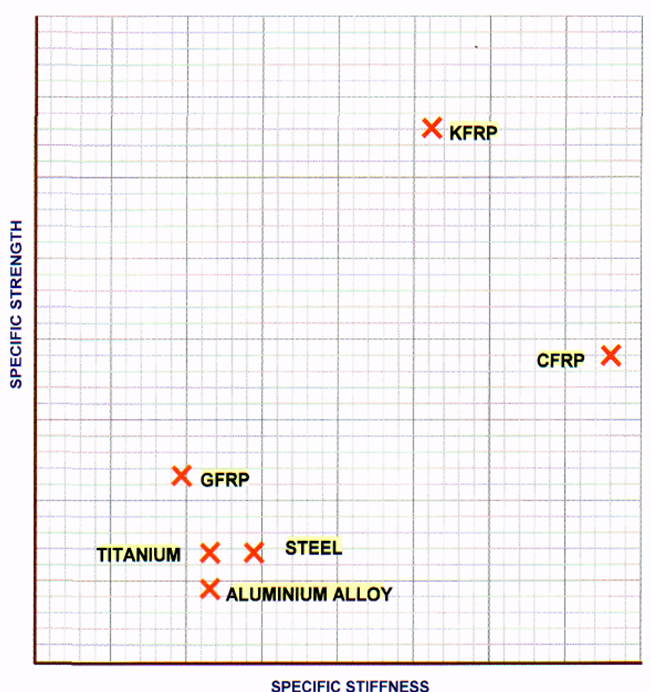 KFRP
SPECIFIC STRENGTH
CFRP
GFRP
TITANIUM
STEEL
ALUMINIUM ALLOY
SPECIFIC STIFFNESS